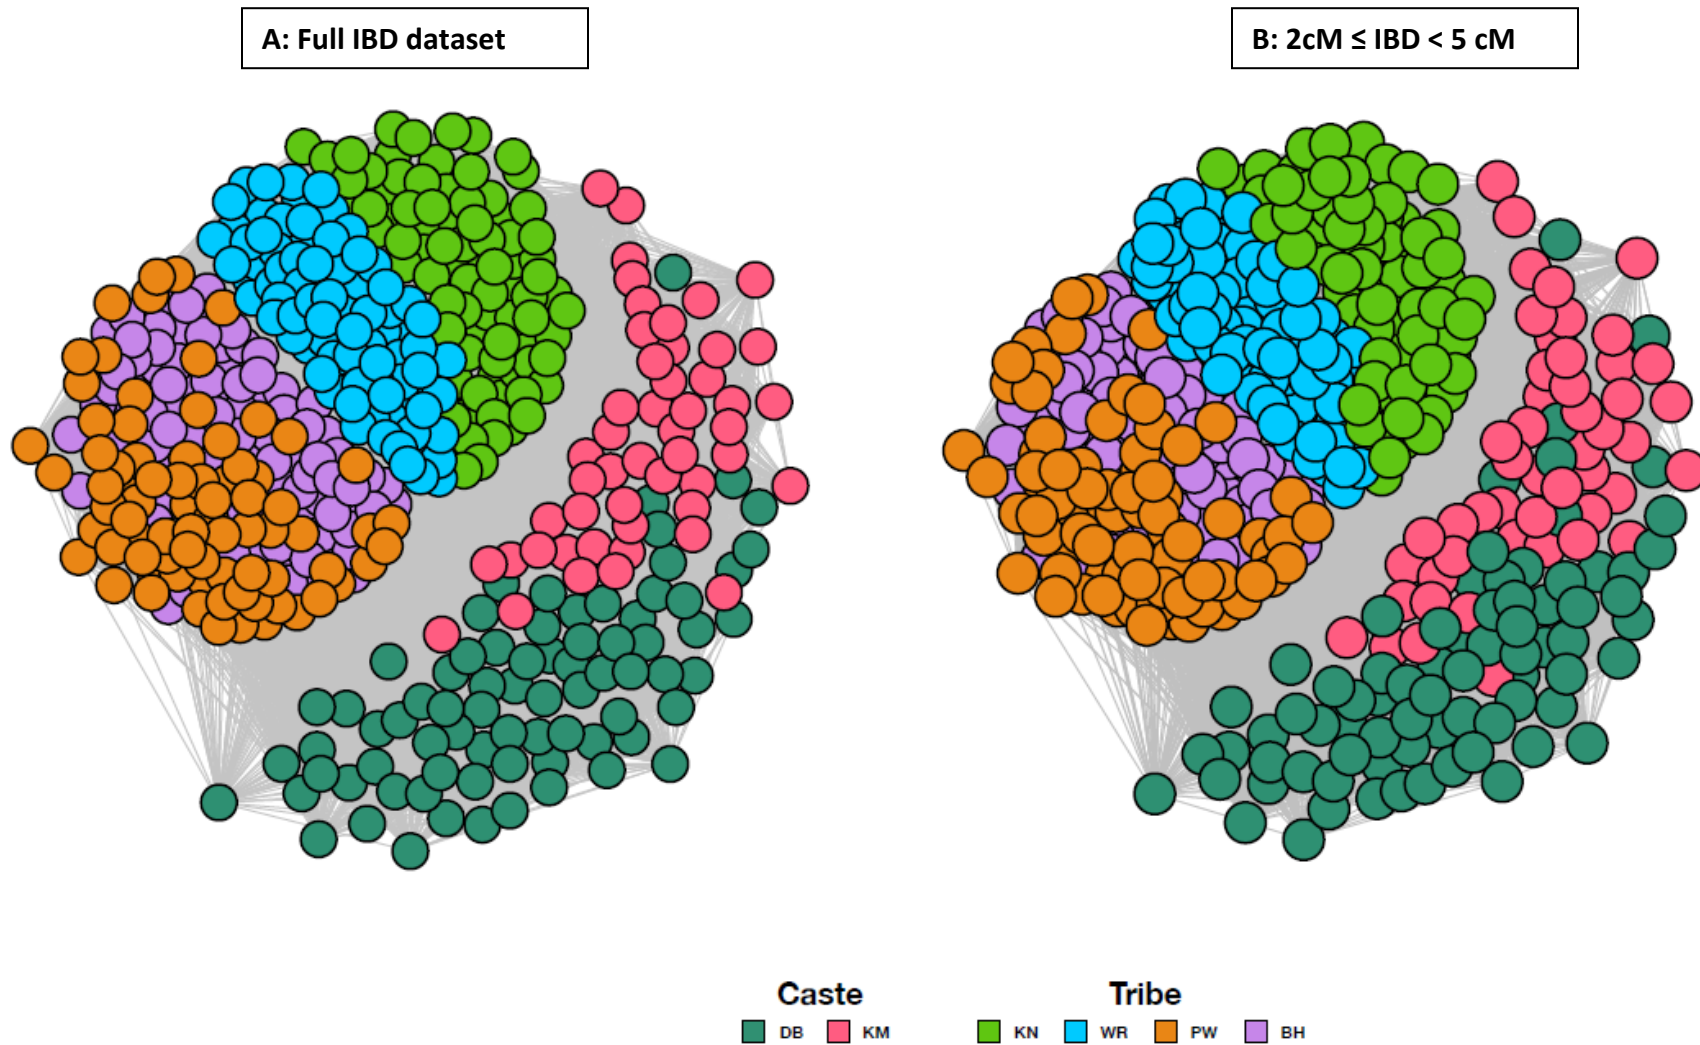 A: Full IBD dataset
B: 2cM ≤ IBD < 5 cM
Caste
Tribe
DB
KM
KN
WR
PW
BH